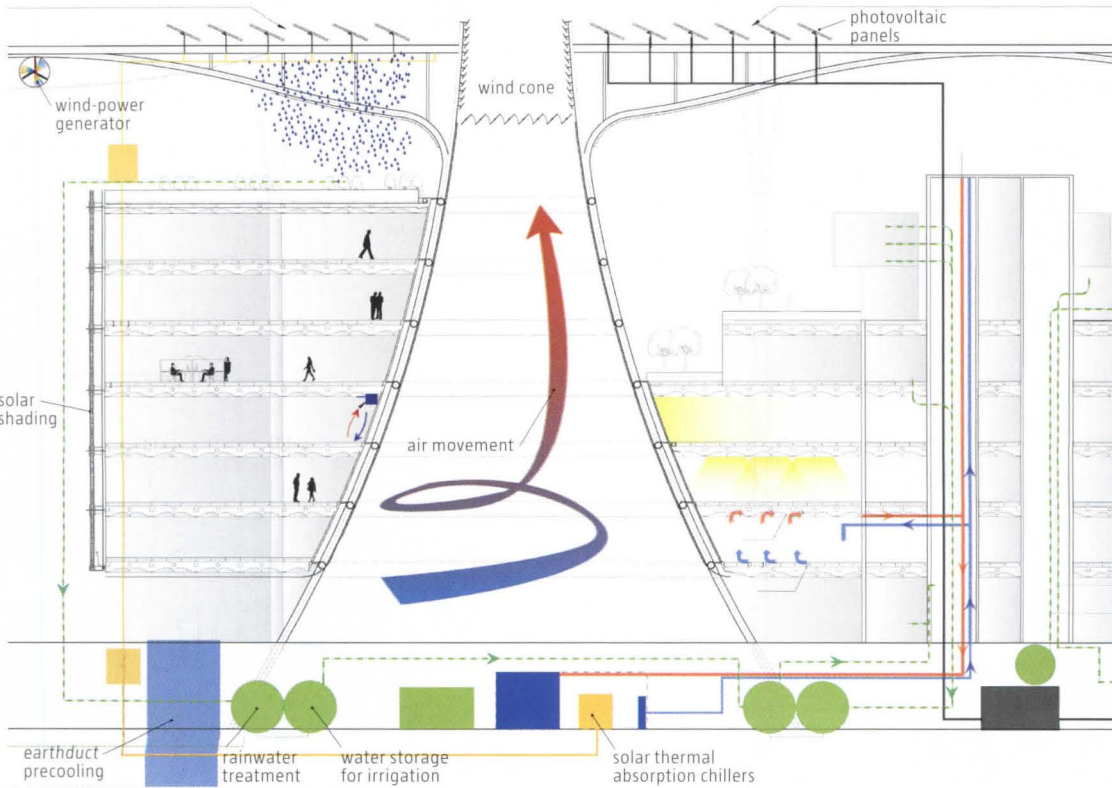 photovoltaic
panels
wind cone
wind-power
generator
solar
shading
air movement
earthduct
precooling
rainwater
treatment
water storage
for irrigation
solar thermal
absorption chillers